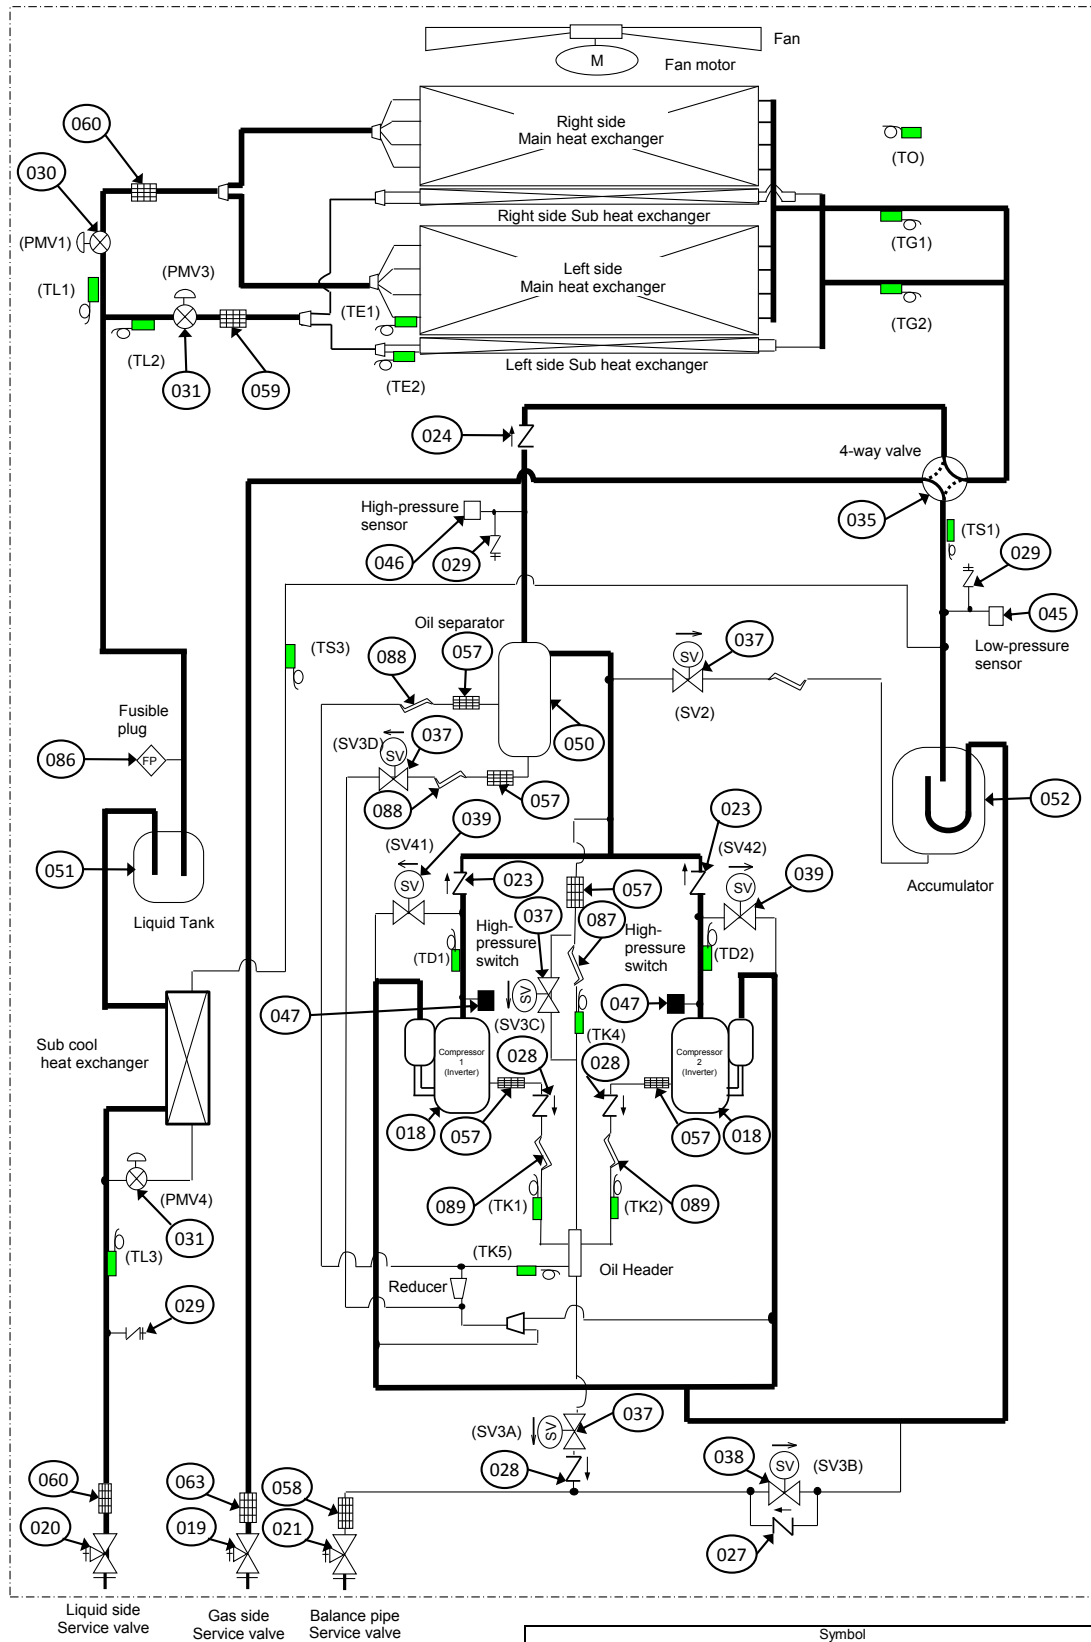 Fan
M
Fan motor
060
Right side
Main heat exchanger
(TO)
030
(PMV1)
Right side Sub heat exchanger
(TG1)
(PMV3)
(TL1)
Left side
Main heat exchanger
(TE1)
(TG2)
(TL2)
(TE2)
Left side Sub heat exchanger
031
059
024
4-way valve
High-pressure
sensor
035
(TS1)
046
029
029
045
Low-pressure
sensor
Oil separator
(TS3)
088
057
SV
037
(SV2)
Fusible
plug
086
FP
(SV3D)
SV
037
050
088
057
052
039
023
(SV41)
(SV42)
051
SV
023
057
SV
039
Accumulator
Liquid Tank
037
087
High-
pressure
switch
High-
pressure
switch
(TD1)
(TD2)
SV
047
(SV3C)
047
(TK4)
Sub cool
heat exchanger
Compressor
1
(Inverter)
028
028
Compressor
2
(Inverter)
018
057
057
018
089
(TK1)
(TK2)
089
(PMV4)
031
(TL3)
(TK5)
Oil Header
Reducer
029
(SV3A)
SV
037
038
SV
(SV3B)
028
060
063
058
020
019
021
027
Liquid side
Service valve
Gas side
Service valve
Balance pipe
Service valve
Symbol